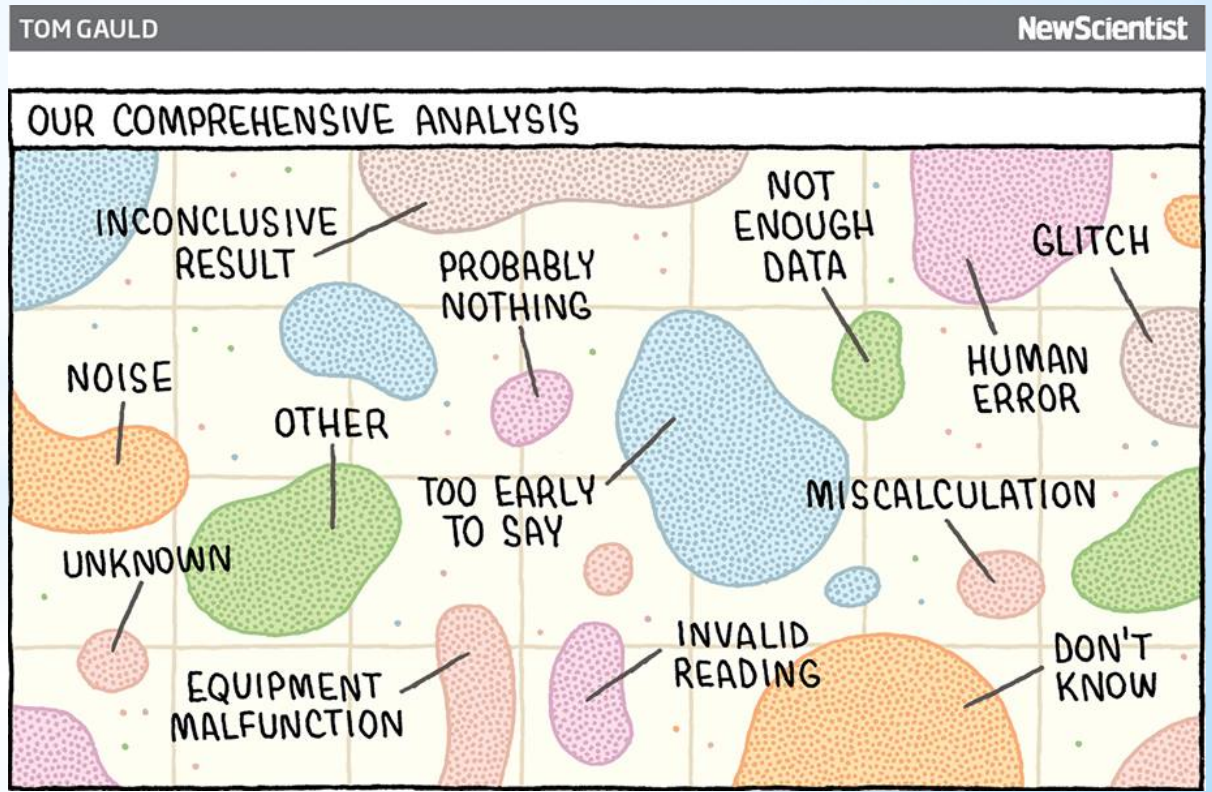 TOM GAULD
NewScientist
OUR COMPREHENSIVE ANALYSIS
INCONCLUSIVE
RESULT
PROBABLY
NOTHING
NOT
ENOUGH
DATA
GLITCH
HUMAN
ERROR
NOISE
OTHER
TOO EARLY
TO SAY
MISCALCULATION
UNKNOWN
EQUIPMENT
MALFUNCTION
INVALID
READING
DON'T
KNOW